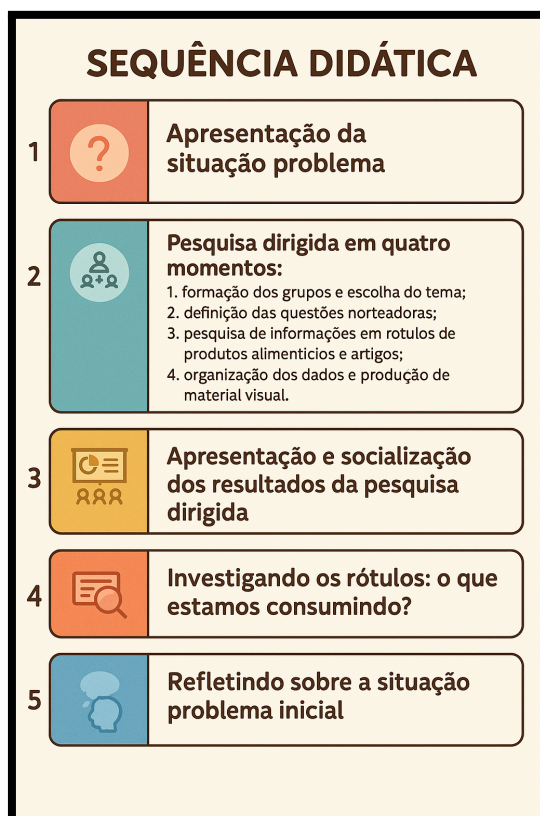 SEQUÊNCIA DIDÁTICA
1
Apresentação da
situação problema
2
Pesquisa dirigida em quatro
momentos:
1. formação dos grupos e escolha do tema;
2. definição das questões norteadoras;
3. pesquisa de informações em rotulos de
produtos alimenticios e artigos;
4. organização dos dados e produção de
material visual.
3
Apresentação e socialização
dos resultados da pesquisa
dirigida
4
Investigando os rótulos: o que
estamos consumindo?
5
Refletindo sobre a situação
problema inicial